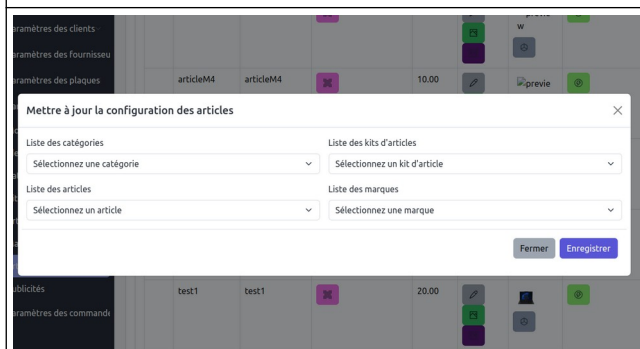 aramètres des clients
w
aramètres des fournisseu
aramètres des plaques
articleM4 articleM4 10.00 previe
Mettre à jour la configuration des articles
Liste des catégories Liste des kits d'articles
Sélectionnez une catégorie Sélectionnez un kit d'article
Liste des articles Liste des marques
Sélectionnez un article Sélectionnez une marque
Fermer Enregistrer
ublicités
test1 test1 20.00
aramètres des commande